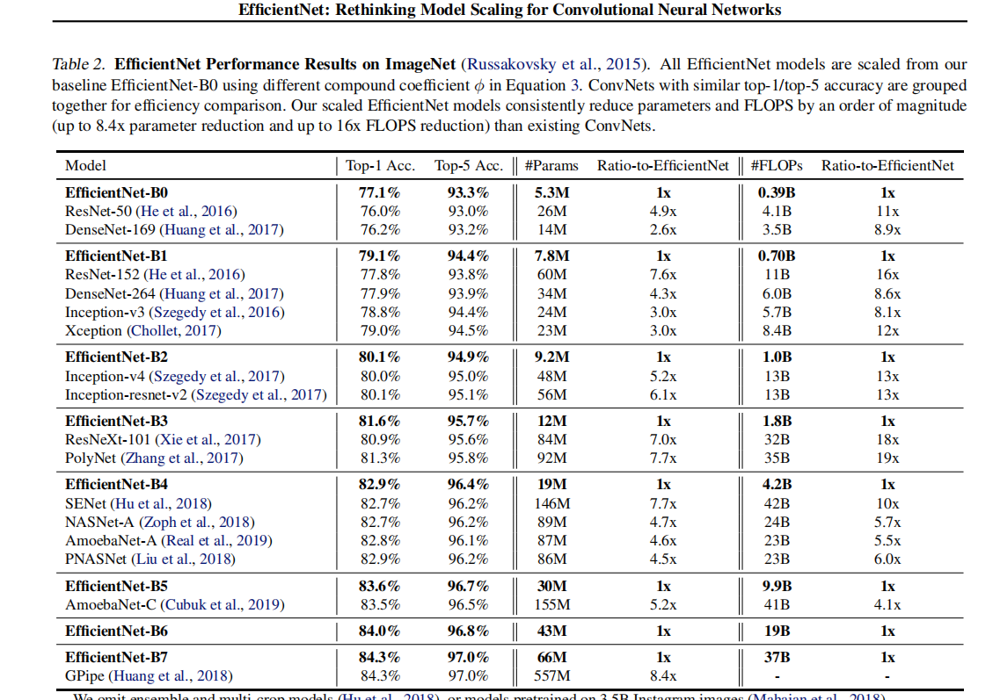 EfficientNet: Rethinking Model Scaling for Convolutional Neural Networks
Table 2. EfficientNet Performance Results on ImageNet (Russakovsky et al., 2015). All EfficientNet models are scaled from our
baseline EfficientNet-B0 using different compound coefficient ϕ in Equation 3. ConvNets with similar top-1/top-5 accuracy are grouped
together for efficiency comparison. Our scaled EfficientNet models consistently reduce parameters and FLOPS by an order of magnitude
(up to 8.4x parameter reduction and up to 16x FLOPS reduction) than existing ConvNets.
Model Top-1 Acc. Top-5 Acc. #Params Ratio-to-EfficientNet #FLOPs Ratio-to-EfficientNet
EfficientNet-B0 77.1% 93.3% 5.3M 1x 0.39B 1x
ResNet-50 (He et al., 2016) 76.0% 93.0% 26M 4.9x 4.1B 11x
DenseNet-169 (Huang et al., 2017) 76.2% 93.2% 14M 2.6x 3.5B 8.9x
EfficientNet-B1 79.1% 94.4% 7.8M 1x 0.70B 1x
ResNet-152 (He et al., 2016) 77.8% 93.8% 60M 7.6x 11B 16x
DenseNet-264 (Huang et al., 2017) 77.9% 93.9% 34M 4.3x 6.0B 8.6x
Inception-v3 (Szegedy et al., 2016) 78.8% 94.4% 24M 3.0x 5.7B 8.1x
Xception (Chollet, 2017) 79.0% 94.5% 23M 3.0x 8.4B 12x
EfficientNet-B2 80.1% 94.9% 9.2M 1x 1.0B 1x
Inception-v4 (Szegedy et al., 2017) 80.0% 95.0% 48M 5.2x 13B 13x
Inception-resnet-v2 (Szegedy et al., 2017) 80.1% 95.1% 56M 6.1x 13B 13x
EfficientNet-B3 81.6% 95.7% 12M 1x 1.8B 1x
ResNeXt-101 (Xie et al., 2017) 80.9% 95.6% 84M 7.0x 32B 18x
PolyNet (Zhang et al., 2017) 81.3% 95.8% 92M 7.7x 35B 19x
EfficientNet-B4 82.9% 96.4% 19M 1x 4.2B 1x
SENet (Hu et al., 2018) 82.7% 96.2% 146M 7.7x 42B 10x
NASNet-A (Zoph et al., 2018) 82.7% 96.2% 89M 4.7x 24B 5.7x
AmoebaNet-A (Real et al., 2019) 82.8% 96.1% 87M 4.6x 23B 5.5x
PNASNet (Liu et al., 2018) 82.9% 96.2% 86M 4.5x 23B 6.0x
EfficientNet-B5 83.6% 96.7% 30M 1x 9.9B 1x
AmoebaNet-C (Cubuk et al., 2019) 83.5% 96.5% 155M 5.2x 41B 4.1x
EfficientNet-B6 84.0% 96.8% 43M 1x 19B 1x
EfficientNet-B7 84.3% 97.0% 66M 1x 37B 1x
GPipe (Huang et al., 2018) 84.3% 97.0% 557M 8.4x - -
We omit ensemble and multi-crop models (Hu et al., 2018), or models pretrained on 3.5B Instagram images (Mahajan et al., 2018).